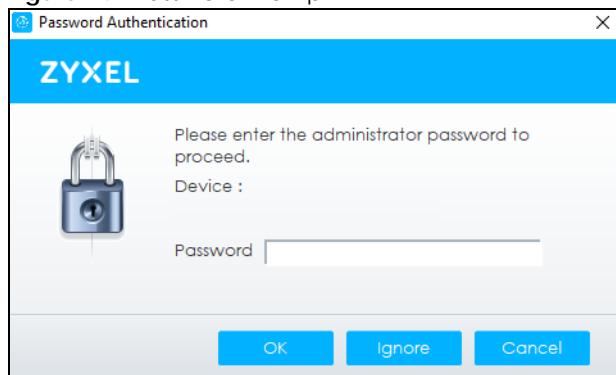 Password Authentication
ZYXEL
Please enter the administrator password to
proceed.
Device :
Password
OK Ignore Cancel